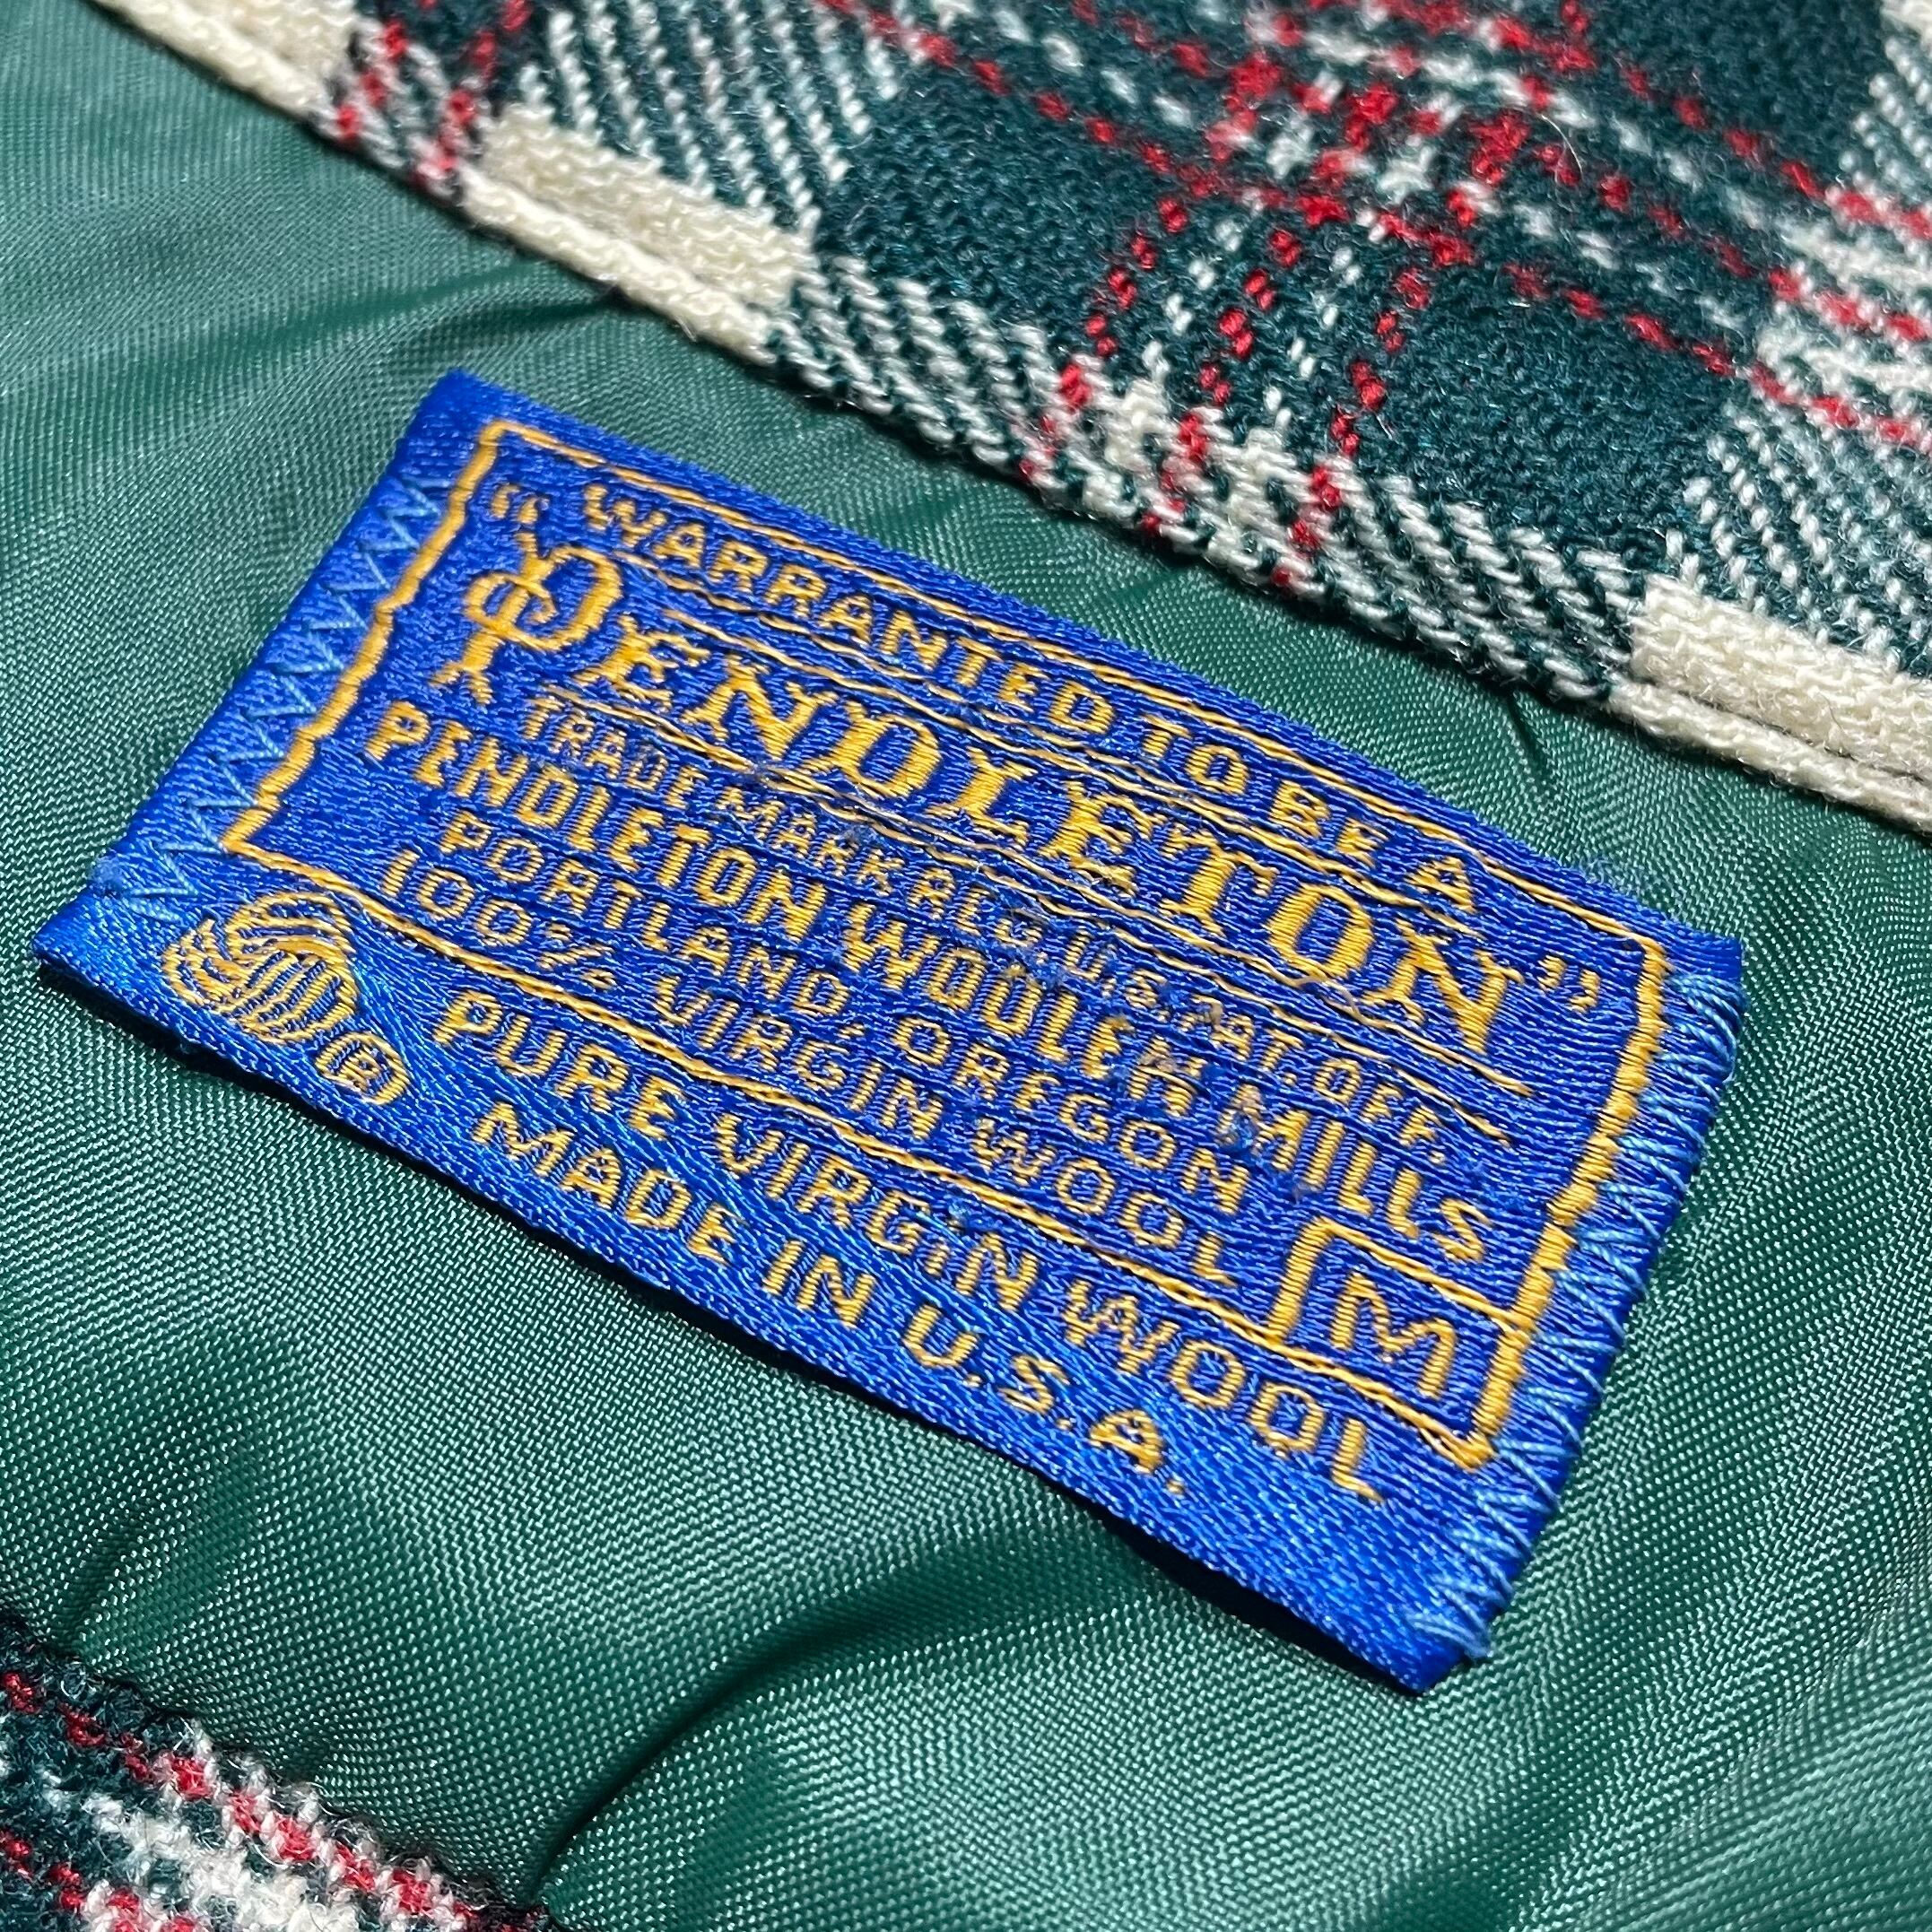 "WARRANTED TO BE A
PENDLETON"
TRADE MARK REG. U.S. PAT. OFF.
PENDLETON WOOLEN MILLS
PORTLAND, OREGON
100% VIRGIN WOOL
M
® PURE VIRGIN WOOL
MADE IN U.S.A.